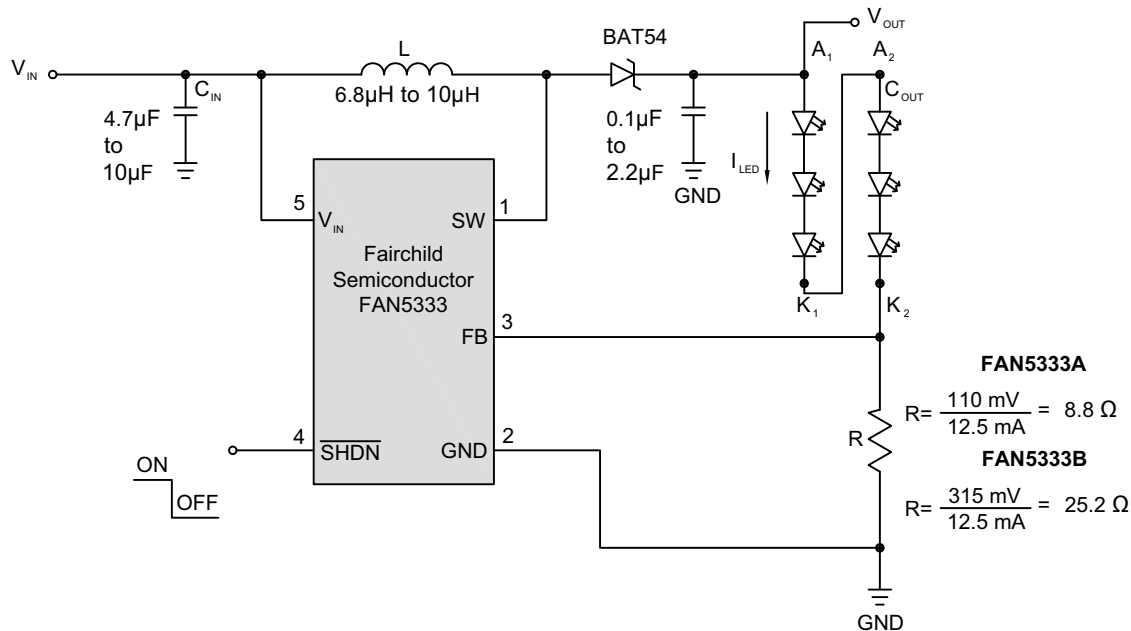 V_OUT
BAT54
L
A_1
A_2
V_IN
C_IN
6.8µH to 10µH
C_OUT
4.7µF
to
10µF
0.1µF
to
2.2µF
GND
I_LED
5
V_IN
SW
1
Fairchild
Semiconductor
FAN5333
K_1
K_2
FB
3
FAN5333A
R= 110 mV / 12.5 mA = 8.8 Ω
R
4
SHDN
GND
2
FAN5333B
ON
OFF
R= 315 mV / 12.5 mA = 25.2 Ω
GND